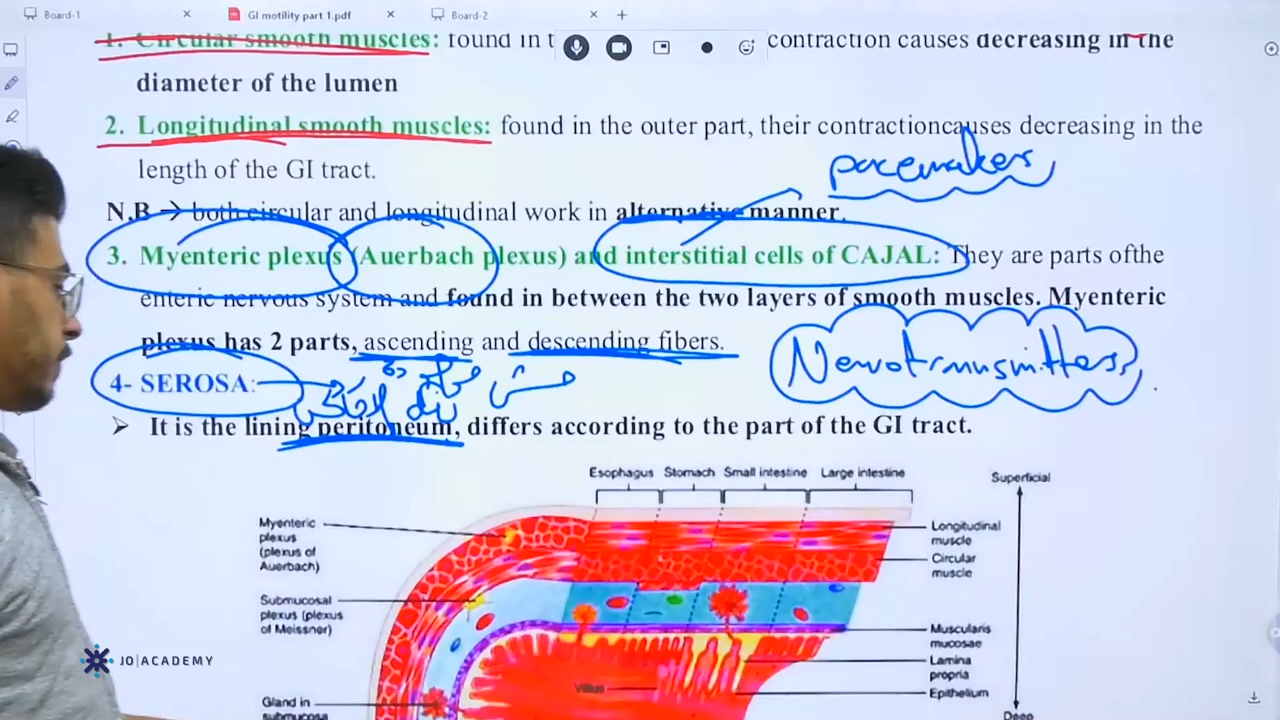 Board-1
GI motility part 1.pdf
Board-2
1. Circular smooth muscles: found in t contraction causes decreasing in the
diameter of the lumen
2. Longitudinal smooth muscles: found in the outer part, their contractioncauses decreasing in the
length of the GI tract.
pacemakers
N.B → both circular and longitudinal work in alternative manner.
3. Myenteric plexus (Auerbach plexus) and interstitial cells of CAJAL: They are parts ofthe
enteric nervous system and found in between the two layers of smooth muscles. Myenteric
plexus has 2 parts, ascending and descending fibers.
Neurotransmitters
4- SEROSA:
➤ It is the lining peritoneum, differs according to the part of the GI tract.
Esophagus Stomach Small intestine Large intestine
Superficial
Myenteric
plexus
(plexus of
Auerbach)
Longitudinal
muscle
Circular
muscle
Submucosal
plexus (plexus
of Meissner)
Muscularis
mucosae
Lamina
propria
Villus
Epithelium
Gland in
submucosa
Deep
JO|ACADEMY